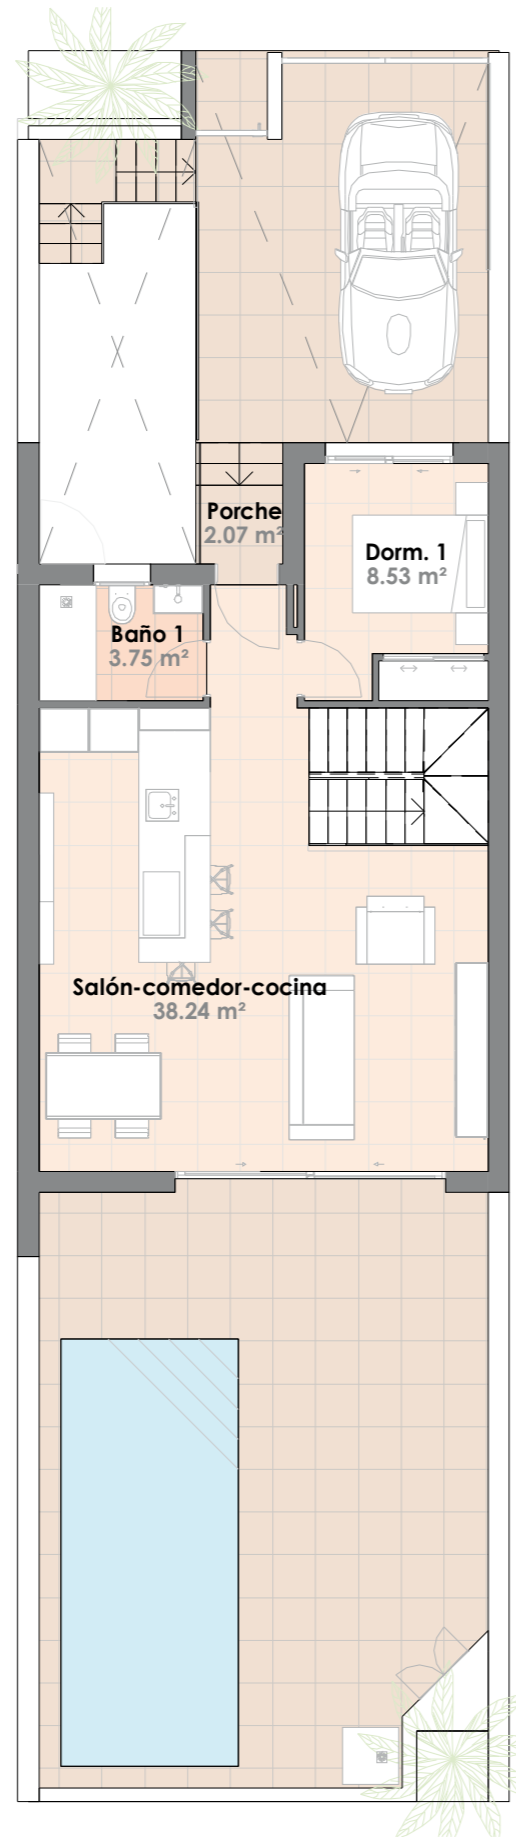 Porche
2.07 m²
Dorm. 1
8.53 m²
Baño 1
3.75 m²
Salón-comedor-cocina
38.24 m²